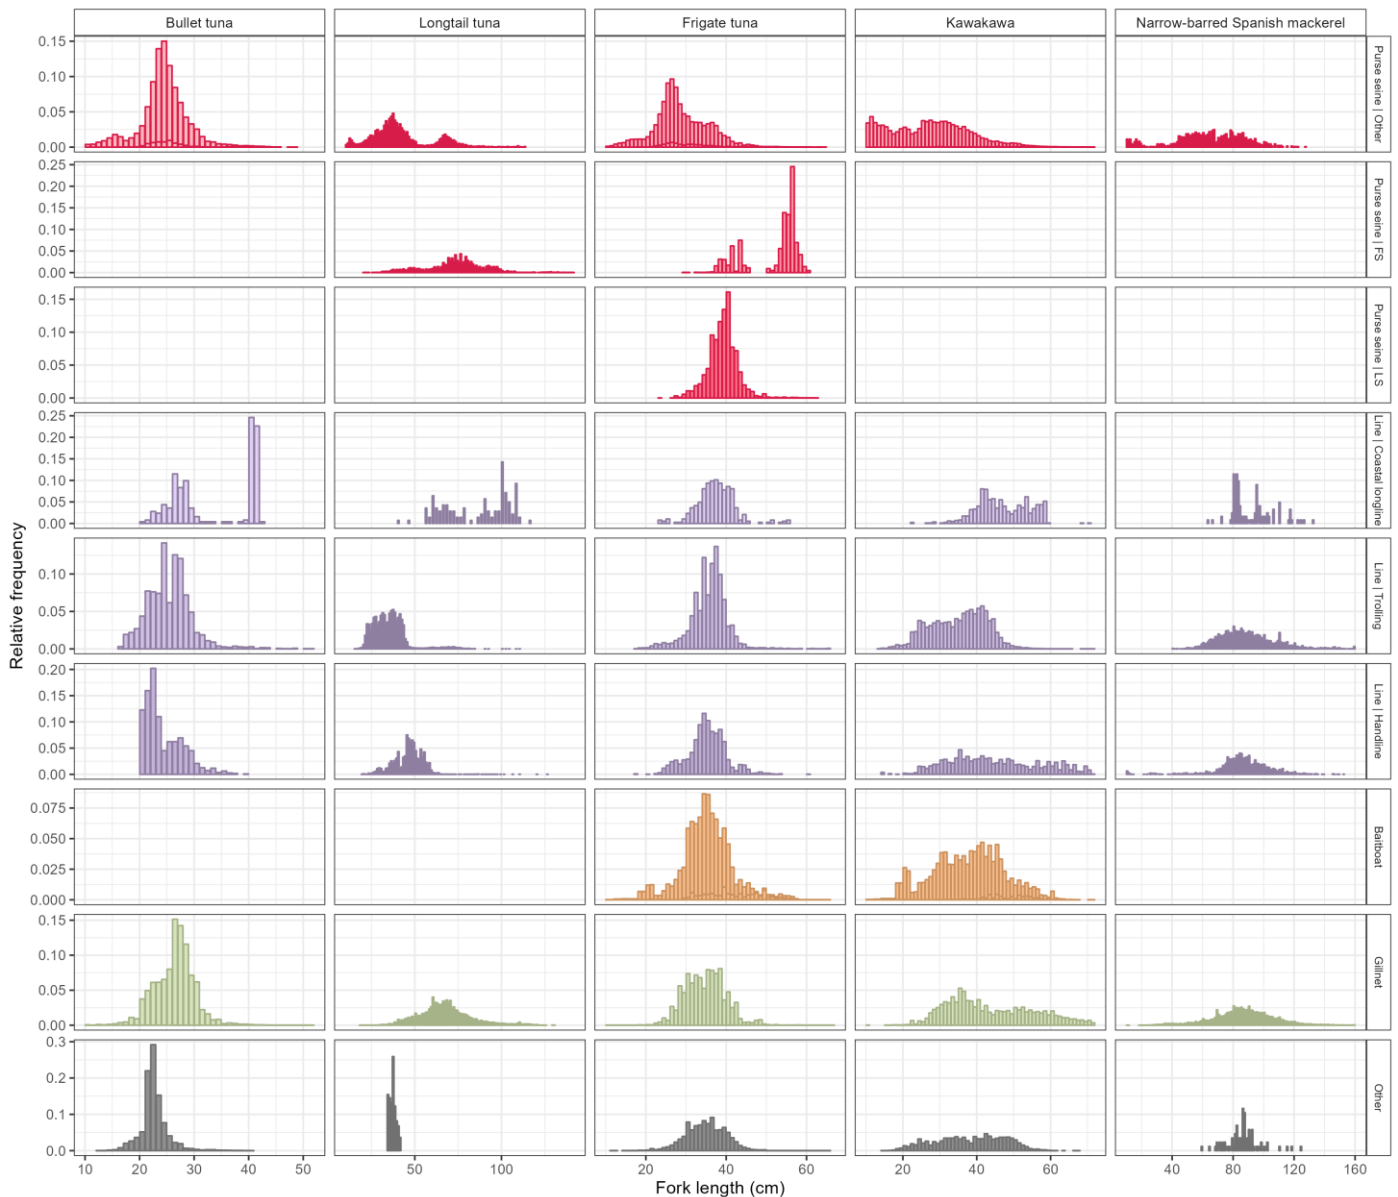 Bullet tuna
Longtail tuna
Frigate tuna
Kawakawa
Narrow-barred Spanish mackerel
0.15
0.10
0.05
0.00
Purse seine | Other
0.25
0.20
0.15
0.10
0.05
0.00
Purse seine | FS
0.15
0.10
0.05
0.00
Purse seine | LS
0.25
0.20
0.15
0.10
0.05
0.00
Line | Coastal longline
0.10
0.05
0.00
Line | Trolling
0.20
0.15
0.10
0.05
0.00
Line | Handline
0.075
0.050
0.025
0.000
Baitboat
0.15
0.10
0.05
0.00
Gillnet
0.3
0.2
0.1
0.0
Other
10 20 30 40 50
50 100
20 40 60
20 40 60
40 80 120 160
Relative frequency
Fork length (cm)